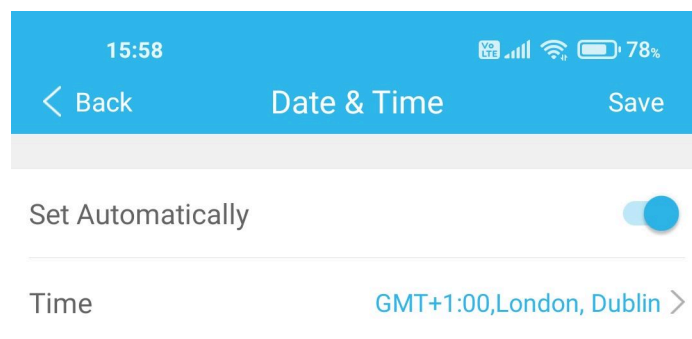 15:58 Vo LTE 78%
Back Date & Time Save
Set Automatically
Time GMT+1:00,London, Dublin